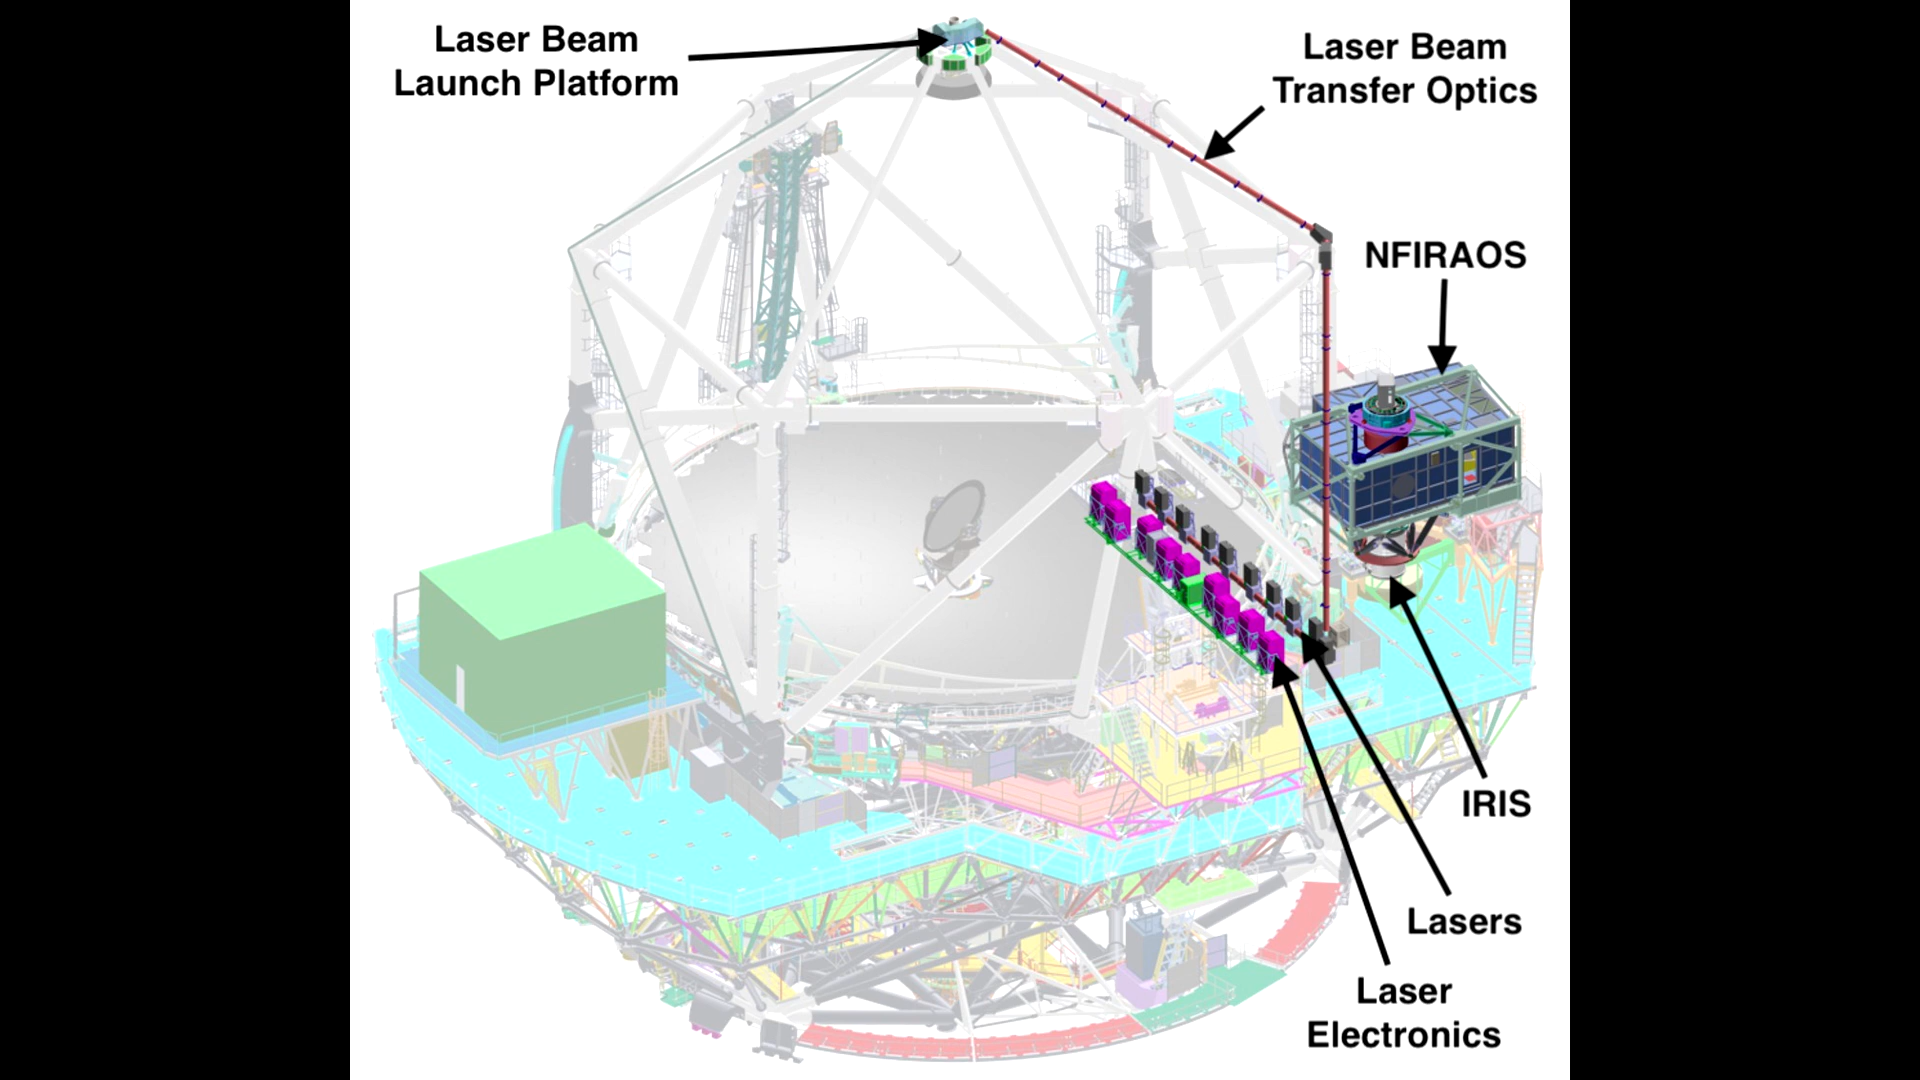 Laser Beam
Launch Platform
Laser Beam
Transfer Optics
NFIRAOS
IRIS
Lasers
Laser
Electronics